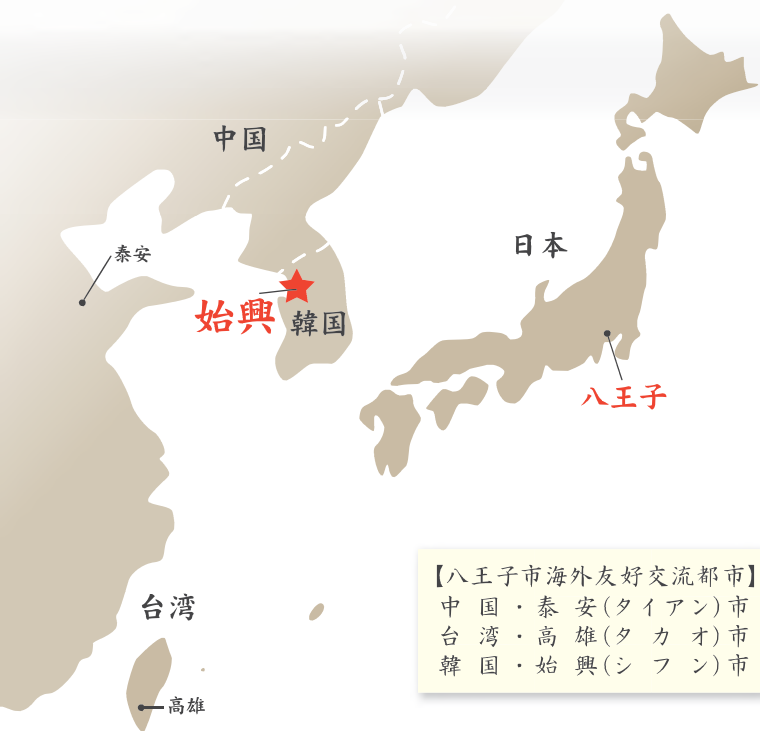 中国
日本
泰安
始興
韓国
八王子
【八王子市海外友好交流都市】
中国・泰安(タイアン)市
台湾・高雄(タカオ)市
韓国・始興(シフン)市
台湾
高雄